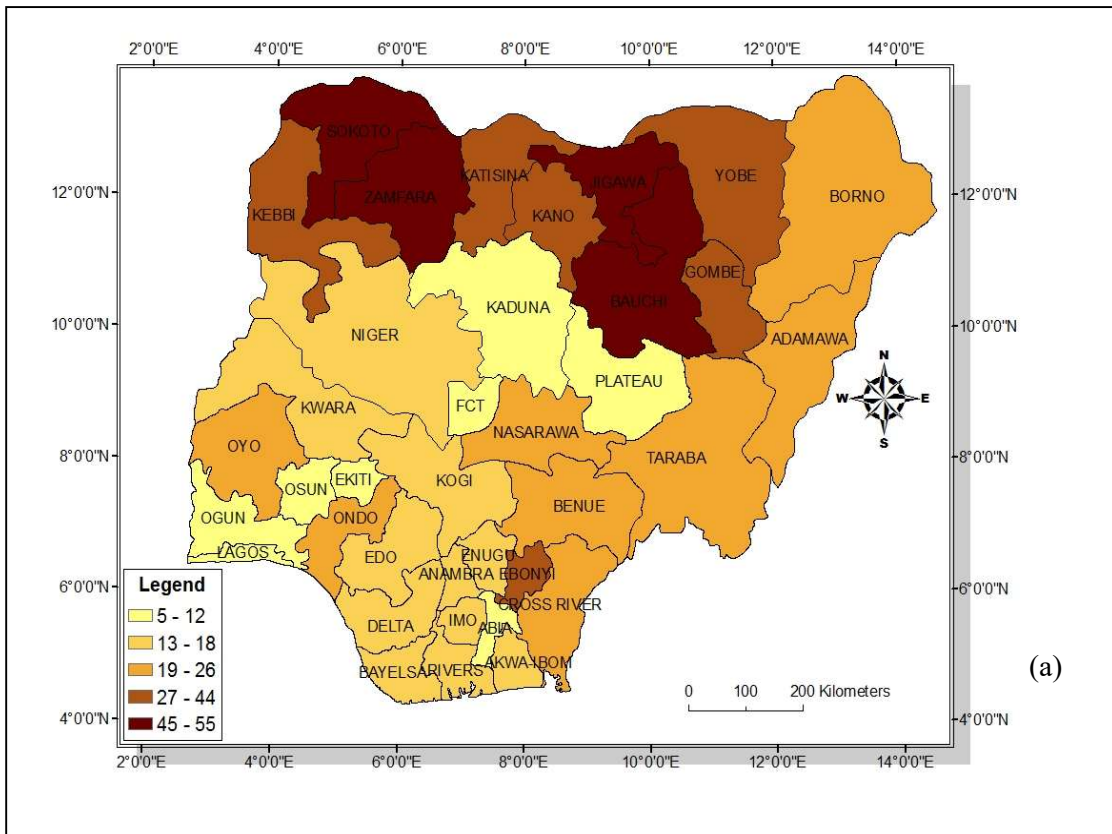 2°0'0"E 4°0'0"E 6°0'0"E 8°0'0"E 10°0'0"E 12°0'0"E 14°0'0"E
SOKOTO
KATISINA
JIGAWA
YOBE
12°0'0"N ZAMFARA BORNO 12°0'0"N
KEBBI KANO
GOMBE
KADUNA BAUCHI
10°0'0"N NIGER ADAMAWA 10°0'0"N
PLATEAU
N
W E
S
FCT
KWARA
NASARAWA
OYO
8°0'0"N TARABA 8°0'0"N
OSUN EKITI KOGI
BENUE
OGUN ONDO
LAGOS EDO ENUGU
6°0'0"N ANAMBRA EBONYI 6°0'0"N
CROSS RIVER
Legend
5 - 12
13 - 18
19 - 26
27 - 44
45 - 55
DELTA IMO ABIA
BAYELSA RIVERS AKWA-IBOM
(a)
0 100 200 Kilometers
4°0'0"N 4°0'0"N
2°0'0"E 4°0'0"E 6°0'0"E 8°0'0"E 10°0'0"E 12°0'0"E 14°0'0"E